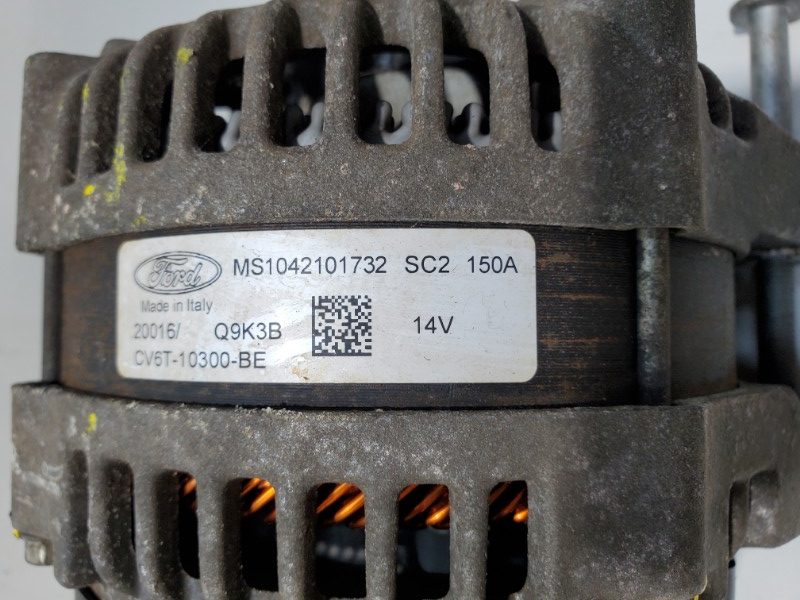 Ford MS1042101732 SC2 150A
Made in Italy
20016/ Q9K3B 14V
CV6T-10300-BE